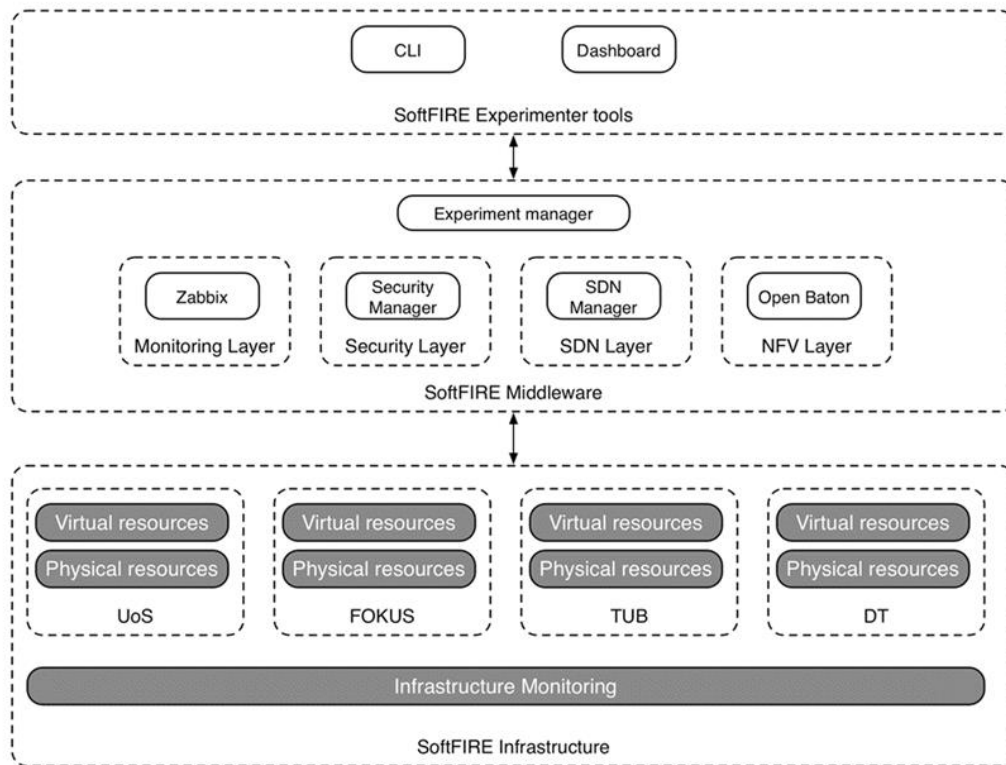 CLI
Dashboard
SoftFIRE Experimenter tools
Experiment manager
Zabbix
Monitoring Layer
Security
Manager
Security Layer
SDN
Manager
SDN Layer
Open Baton
NFV Layer
SoftFIRE Middleware
Virtual resources
Physical resources
UoS
Virtual resources
Physical resources
FOKUS
Virtual resources
Physical resources
TUB
Virtual resources
Physical resources
DT
Infrastructure Monitoring
SoftFIRE Infrastructure